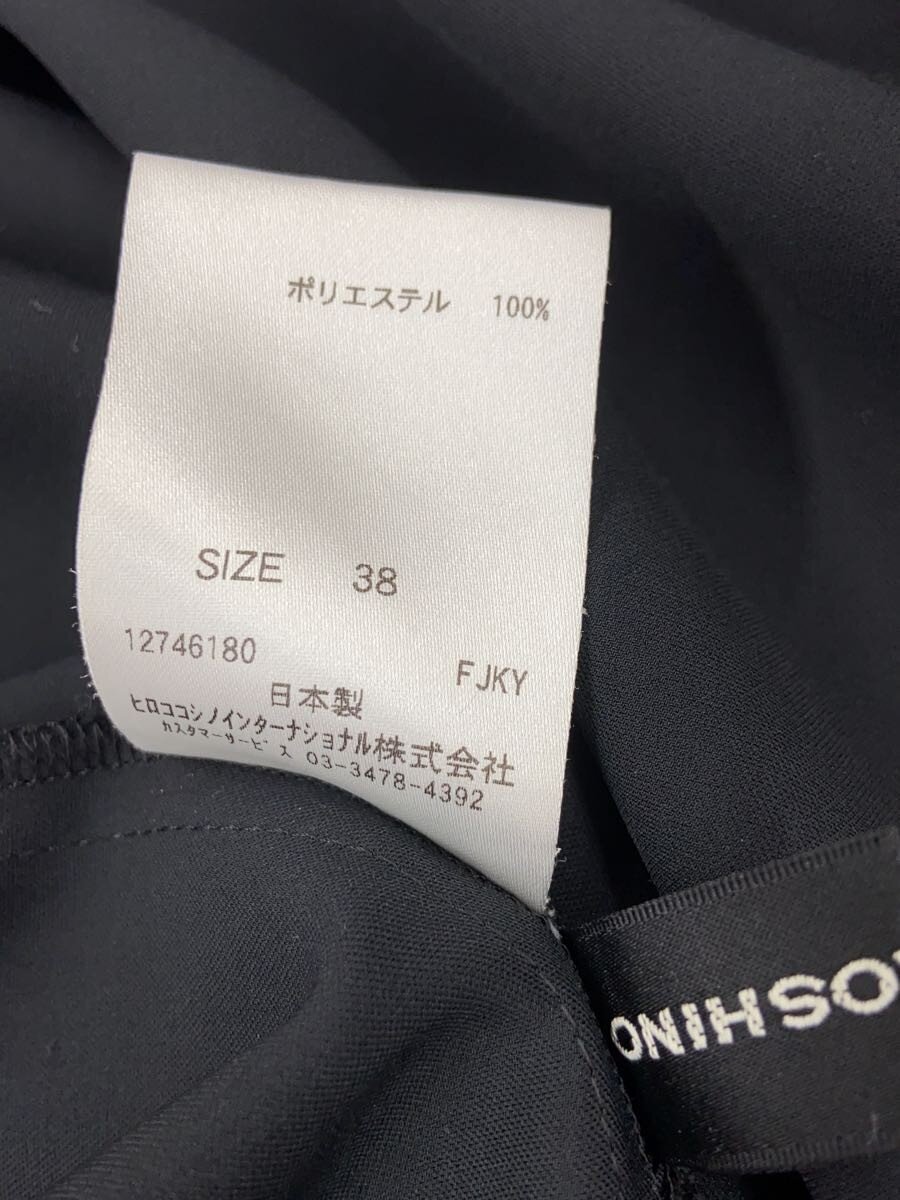 ポリエステル 100%
SIZE 38
12746180 FJKY
日本製
ヒロココシノインターナショナル株式会社
カスタマーサービス 03-3478-4392
OSHINO